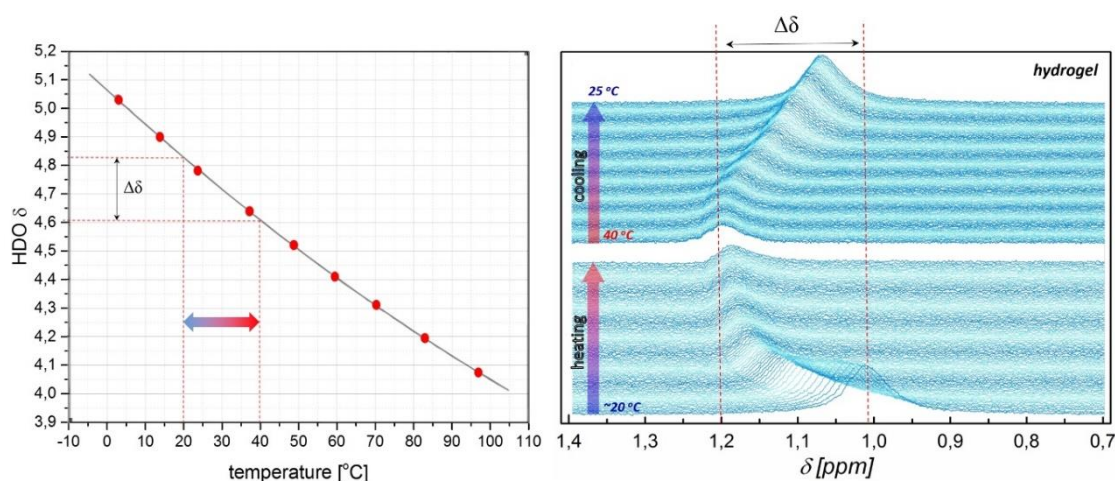 5,2
5,1
5,0
4,9
4,8
4,7
4,6
4,5
4,4
4,3
4,2
4,1
4,0
3,9
HDO δ
Δδ
-10 0 10 20 30 40 50 60 70 80 90 100 110
temperature [°C]
Δδ
hydrogel
25 °C
cooling
40 °C
heating
~20 °C
1,4 1,3 1,2 1,1 1,0 0,9 0,8 0,7
δ [ppm]